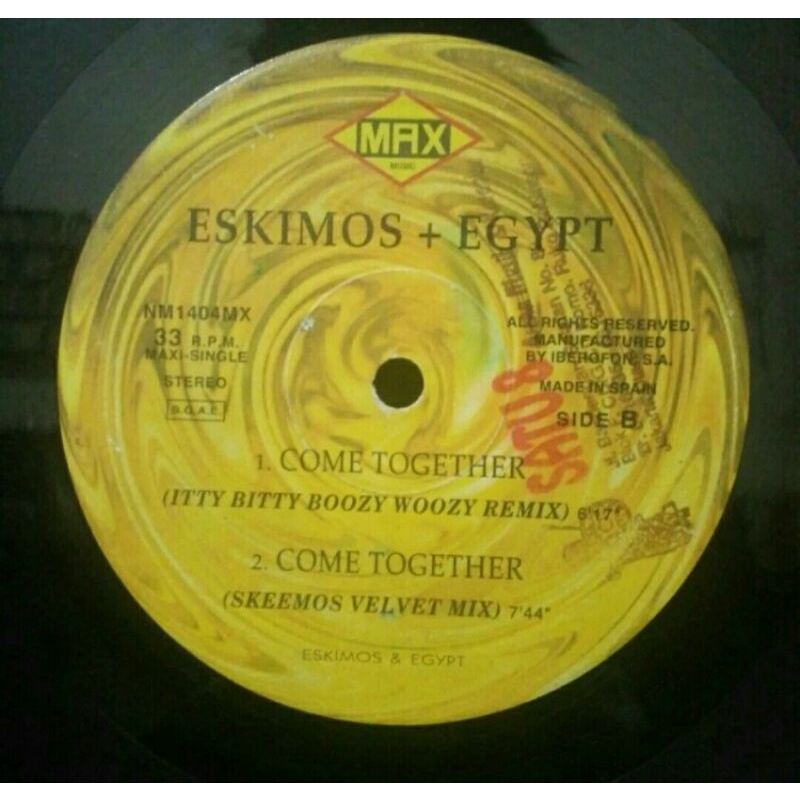 MAX
MUSIC
ESKIMOS + EGYPT
NM1404MX
33 R.P.M.
MAXI-SINGLE
STEREO
S.G.A.E.
ALL RIGHTS RESERVED.
MANUFACTURED
BY IBEROFON, S.A.
MADE IN SPAIN
SIDE B
SATU8
1. COME TOGETHER
(ITTY BITTY BOOZY WOOZY REMIX) 6'17"
2. COME TOGETHER
(SKEEMOS VELVET MIX) 7'44"
ESKIMOS & EGYPT